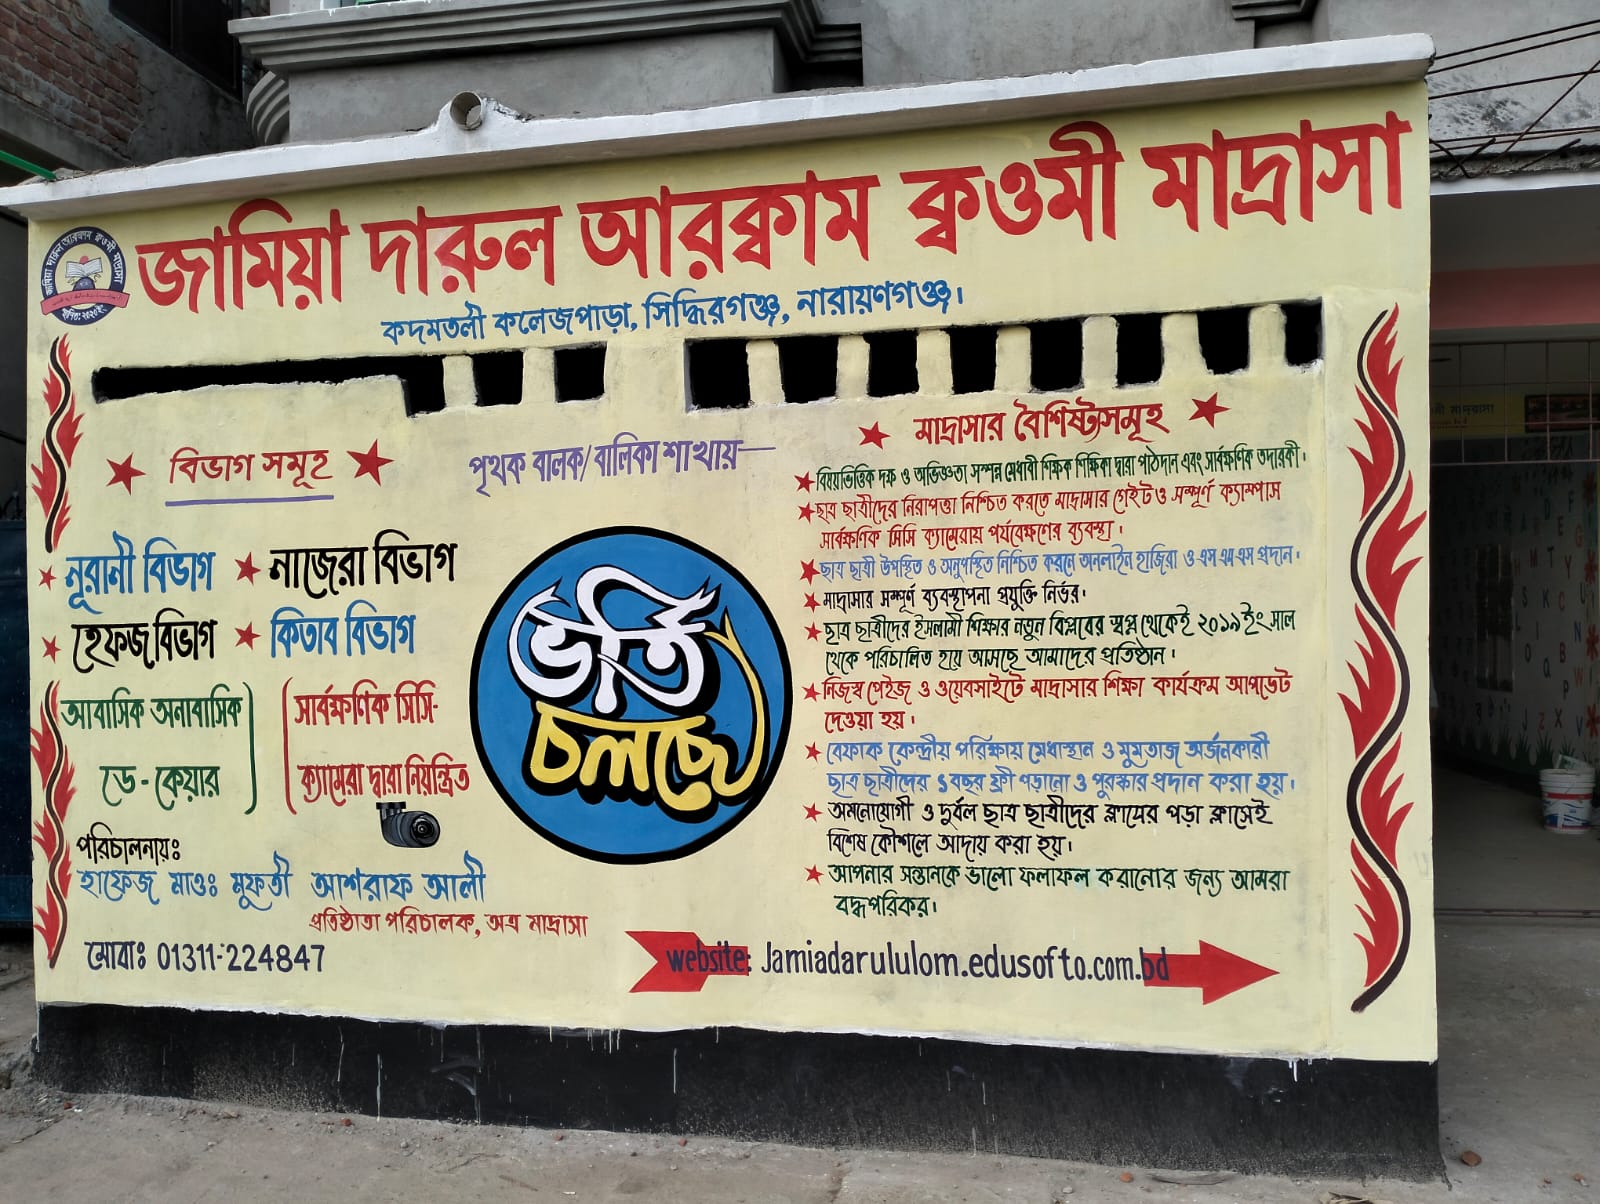 জামিয়া দারুল আরক্বাম ক্বওমী মাদ্রাসা
কদমতলী কলেজপাড়া, সিদ্ধিরগঞ্জ, নারায়ণগঞ্জ।
বিভাগ সমূহ
পৃথক বালক/বালিকা শাখায়—
নূরানী বিভাগ
নাজেরা বিভাগ
হেফজ বিভাগ
কিতাব বিভাগ
আবাসিক অনাবাসিক
ডে-কেয়ার
সার্বক্ষণিক সিসি-
ক্যামেরা দ্বারা নিয়ন্ত্রিত
ভর্তি
চলছে
পরিচালনায়ঃ
হাফেজ মাওঃ মুফতী আশরাফ আলী
প্রতিষ্ঠাতা পরিচালক, অত্র মাদ্রাসা
মোবাঃ 01311-224847
মাদ্রাসার বৈশিষ্ট্যসমূহ
বিষয়ভিত্তিক দক্ষ ও অভিজ্ঞতা সম্পন্ন মেধাবী শিক্ষক শিক্ষিকা দ্বারা পাঠদান এবং সার্বক্ষণিক তদারকী।
ছাত্র ছাত্রীদের নিরাপত্তা নিশ্চিত করতে মাদ্রাসার গেইট ও সম্পূর্ণ ক্যাম্পাস
সার্বক্ষণিক সিসি ক্যামেরায় পর্যবেক্ষণের ব্যবস্থা।
ছাত্র ছাত্রী উপস্থিত ও অনুপস্থিত নিশ্চিত করনে অনলাইন হাজিরা ও এস এম এস প্রদান।
মাদ্রাসার সম্পূর্ণ ব্যবস্থাপনা প্রযুক্তি নির্ভর।
ছাত্র ছাত্রীদের ইসলামী শিক্ষার নতুন বিপ্লবের স্বপ্ন থেকেই ২০১৯ইং সাল
থেকে পরিচালিত হয়ে আসছে আমাদের প্রতিষ্ঠান।
নিজস্ব পেইজ ও ওয়েবসাইটে মাদ্রাসার শিক্ষা কার্যক্রম আপডেট
দেওয়া হয়।
বেফাক কেন্দ্রীয় পরিক্ষায় মেধাস্থান ও মুমতাজ অর্জনকারী
ছাত্র ছাত্রীদের ১বছর ফ্রী পড়ানো ও পুরস্কার প্রদান করা হয়।
অমনোযোগী ও দুর্বল ছাত্র ছাত্রীদের ক্লাসের পড়া ক্লাসেই
বিশেষ কৌশলে আদায় করা হয়।
আপনার সন্তানকে ভালো ফলাফল করানোর জন্য আমরা
বদ্ধপরিকর।
website: Jamiadarululom.edusofto.com.bd